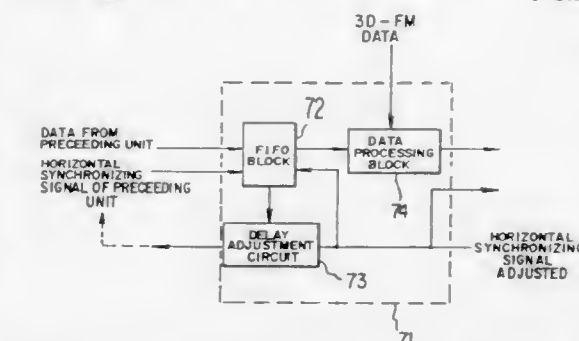 3D-FM
DATA
72
DATA FROM
PRECEEDING UNIT
HORIZONTAL
SYNCHRONIZING
SIGNAL OF PRECEEDING
UNIT
FIFO
BLOCK
DATA
PROCESSING
BLOCK
74
DELAY
ADJUSTMENT
CIRCUIT
73
HORIZONTAL
SYNCHRONIZING
SIGNAL
ADJUSTED
71